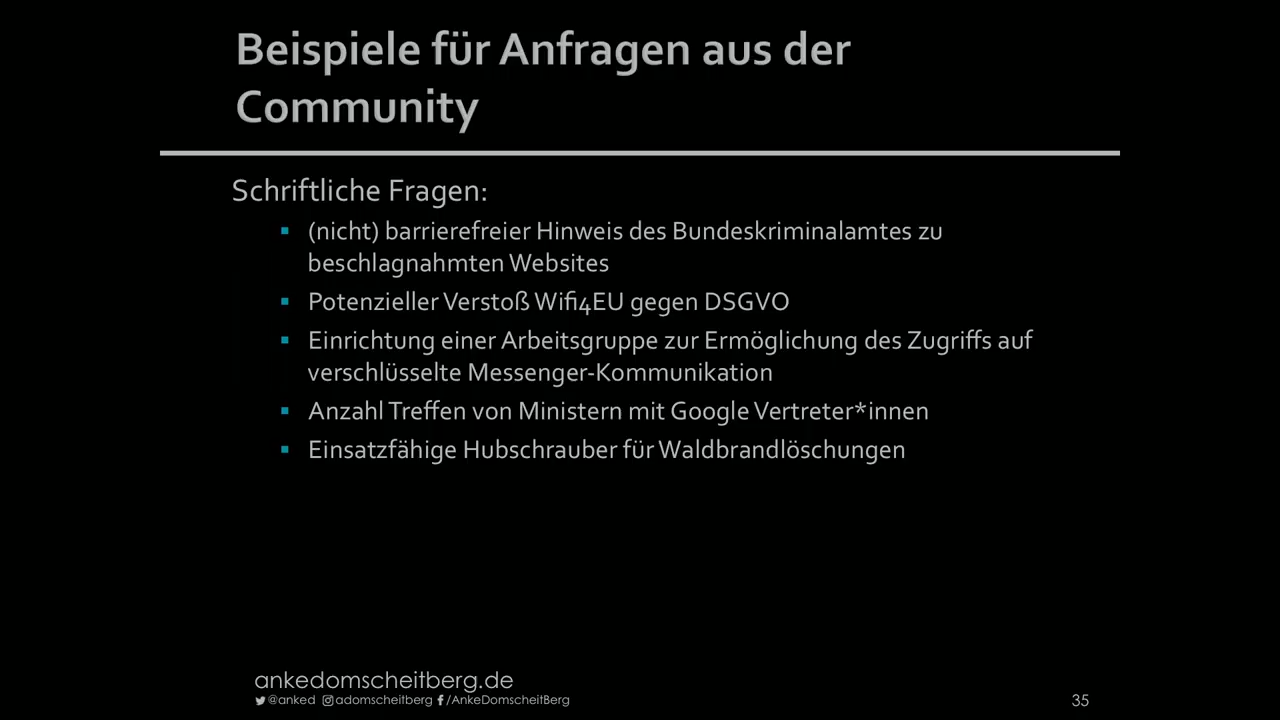 Beispiele für Anfragen aus der
Community
Schriftliche Fragen:
(nicht) barrierefreier Hinweis des Bundeskriminalamtes zu
beschlagnahmten Websites
Potenzieller Verstoß Wifi4EU gegen DSGVO
Einrichtung einer Arbeitsgruppe zur Ermöglichung des Zugriffs auf
verschlüsselte Messenger-Kommunikation
Anzahl Treffen von Ministern mit Google Vertreter*innen
Einsatzfähige Hubschrauber für Waldbrandlöschungen
ankedomscheitberg.de
@anked adomscheitberg /AnkeDomscheitBerg
35